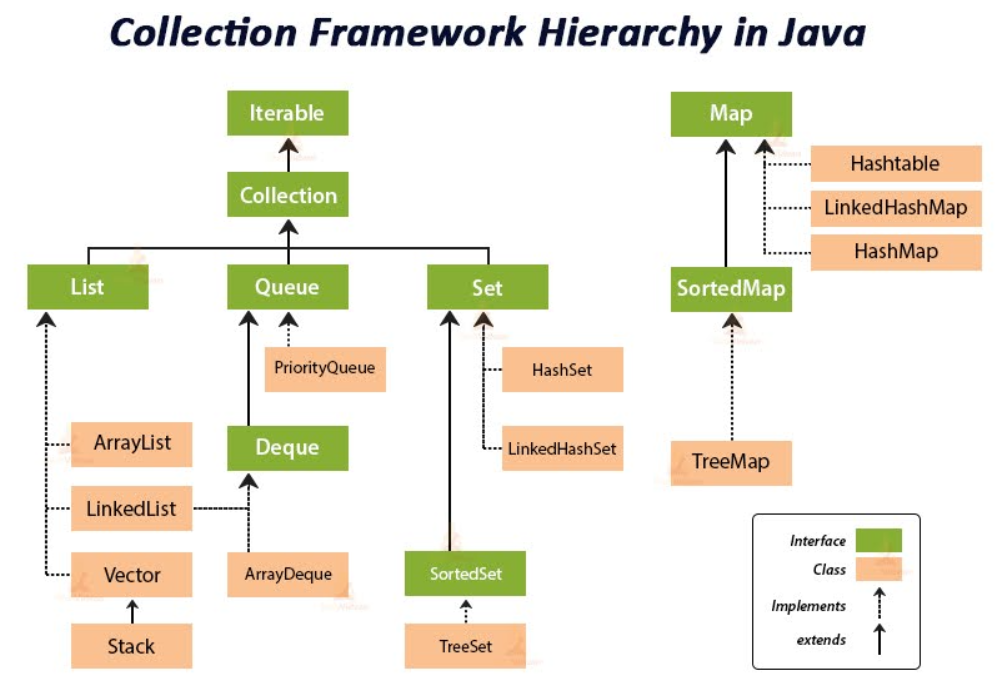 Collection Framework Hierarchy in Java
Iterable
Map
Hashtable
Collection
LinkedHashMap
HashMap
List
Queue
Set
SortedMap
PriorityQueue
HashSet
ArrayList
Deque
LinkedHashSet
TreeMap
LinkedList
Vector
ArrayDeque
SortedSet
Stack
TreeSet
Interface
Class
Implements
extends